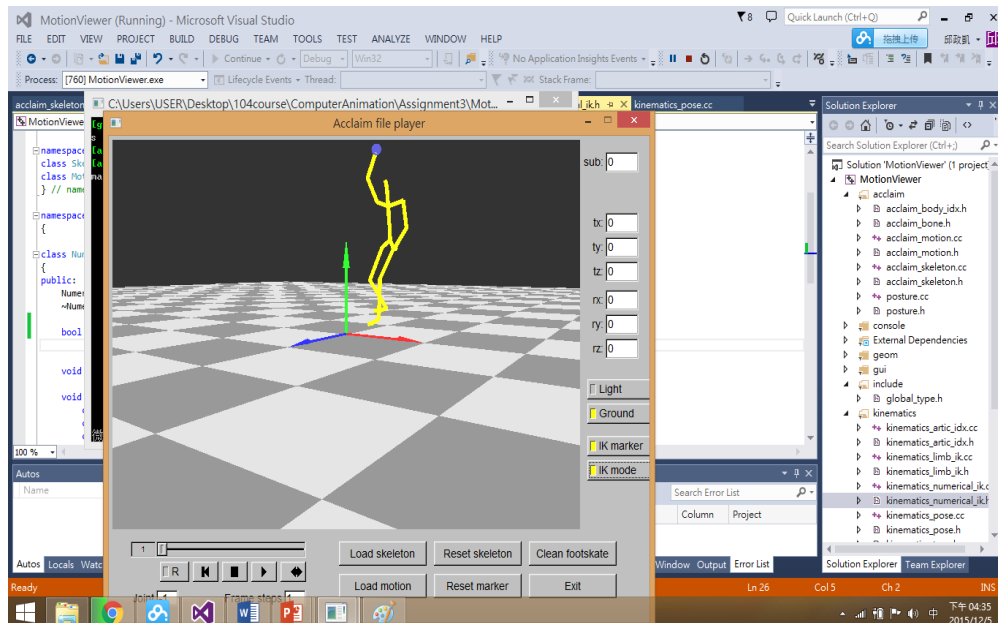 MotionViewer (Running) - Microsoft Visual Studio
8
Quick Launch (Ctrl+Q)
FILE EDIT VIEW PROJECT BUILD DEBUG TEAM TOOLS TEST ANALYZE WINDOW HELP
拖拽上传
邱政凱
Continue
Debug
Win32
No Application Insights Events
Process: [760] MotionViewer.exe
Lifecycle Events
Thread:
Stack Frame:
acclaim_skeleton
C:\Users\USER\Desktop\104course\ComputerAnimation\Assignment3\Mot...
l_ik.h
kinematics_pose.cc
MotionViewe
Acclaim file player
namespace
class Ske
class Mot
} // name
namespace
{
class Num
{
public:
Numer
~Nume
bool
void
void
100 %
sub: 0
tx: 0
ty: 0
tz: 0
rx: 0
ry: 0
rz: 0
Light
Ground
IK marker
IK mode
1
R
Load skeleton
Reset skeleton
Clean footskate
Load motion
Reset marker
Exit
Joint
Frame steps
Autos
Name
Autos Locals Watc
Search Error List
Column Project
Window Output Error List
Solution Explorer
Search Solution Explorer (Ctrl+;)
Solution 'MotionViewer' (1 project
MotionViewer
acclaim
acclaim_body_idx.h
acclaim_bone.h
acclaim_motion.cc
acclaim_motion.h
acclaim_skeleton.cc
acclaim_skeleton.h
posture.cc
posture.h
console
External Dependencies
geom
gui
include
global_type.h
kinematics
kinematics_artic_idx.cc
kinematics_artic_idx.h
kinematics_limb_ik.cc
kinematics_limb_ik.h
kinematics_numerical_ik.c
kinematics_numerical_ik.h
kinematics_pose.cc
kinematics_pose.h
Solution Explorer Team Explorer
Ready
Ln 26
Col 5
Ch 2
INS
中
下午 04:35
2015/12/5